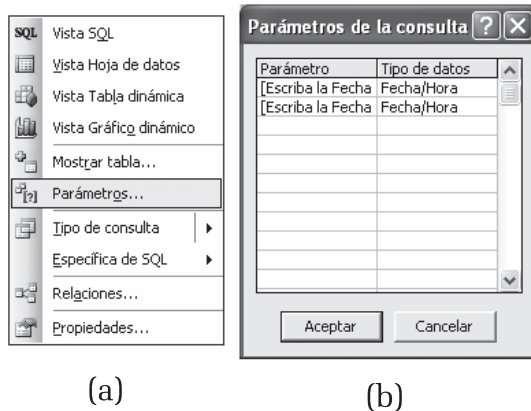 SQL Vista SQL
Vista Hoja de datos
Vista Tabla dinámica
Vista Gráfico dinámico
Mostrar tabla...
[?] Parámetros...
Tipo de consulta
Específica de SQL
Relaciones...
Propiedades...
(a)
Parámetros de la consulta ? X
Parámetro Tipo de datos
[Escriba la Fecha Fecha/Hora
[Escriba la Fecha Fecha/Hora
Aceptar Cancelar
(b)